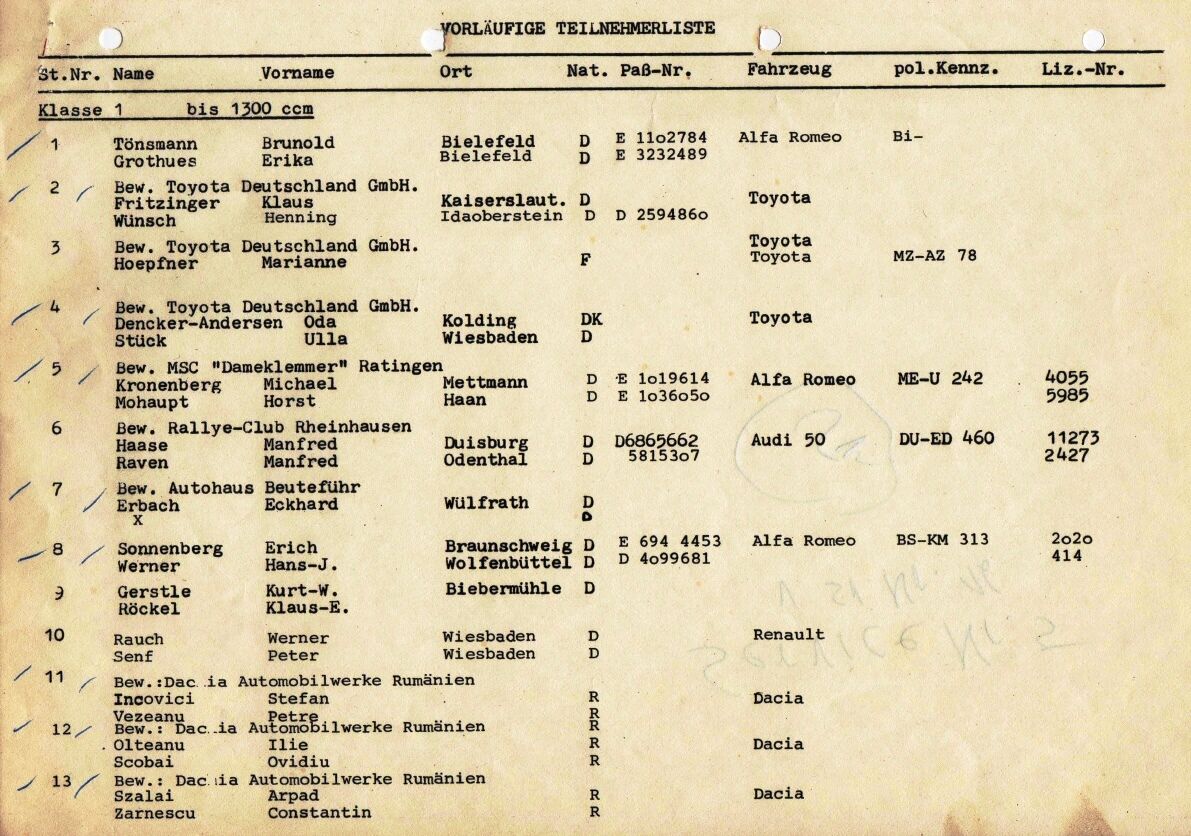 VORLÄUFIGE TEILNEHMERLISTE
St.Nr. Name Vorname Ort Nat. Paß-Nr. Fahrzeug pol.Kennz. Liz.-Nr.
Klasse 1 bis 1300 ccm
1 Tönsmann Brunold Bielefeld D E 11o2784 Alfa Romeo Bi-
Grothues Erika Bielefeld D E 3232489
2 Bew. Toyota Deutschland GmbH.
Fritzinger Klaus Kaiserslaut. D Toyota
Wünsch Henning Idaoberstein D D 259486o
3 Bew. Toyota Deutschland GmbH. Toyota
Hoepfner Marianne F Toyota MZ-AZ 78
4 Bew. Toyota Deutschland GmbH.
Dencker-Andersen Oda Kolding DK Toyota
Stück Ulla Wiesbaden D
5 Bew. MSC "Dameklemmer" Ratingen
Kronenberg Michael Mettmann D E 1o19614 Alfa Romeo ME-U 242 4055
Mohaupt Horst Haan D E 1o36o5o 5985
6 Bew. Rallye-Club Rheinhausen
Haase Manfred Duisburg D D6865662 Audi 50 DU-ED 460 11273
Raven Manfred Odenthal D 58153o7 2427
7 Bew. Autohaus Beuteführ
Erbach Eckhard Wülfrath D
X D
8 Sonnenberg Erich Braunschweig D E 694 4453 Alfa Romeo BS-KM 313 2o2o
Werner Hans-J. Wolfenbüttel D D 4o99681 414
9 Gerstle Kurt-W. Biebermühle D
Röckel Klaus-E.
10 Rauch Werner Wiesbaden D Renault
Senf Peter Wiesbaden D
11 Bew.:Dac ia Automobilwerke Rumänien
Incovici Stefan R Dacia
Vezeanu Petre R
12 Bew.: Dac ia Automobilwerke Rumänien R
Olteanu Ilie R Dacia
Scobai Ovidiu R
13 Bew.: Dac ia Automobilwerke Rumänien
Szalai Arpad R Dacia
Zarnescu Constantin R